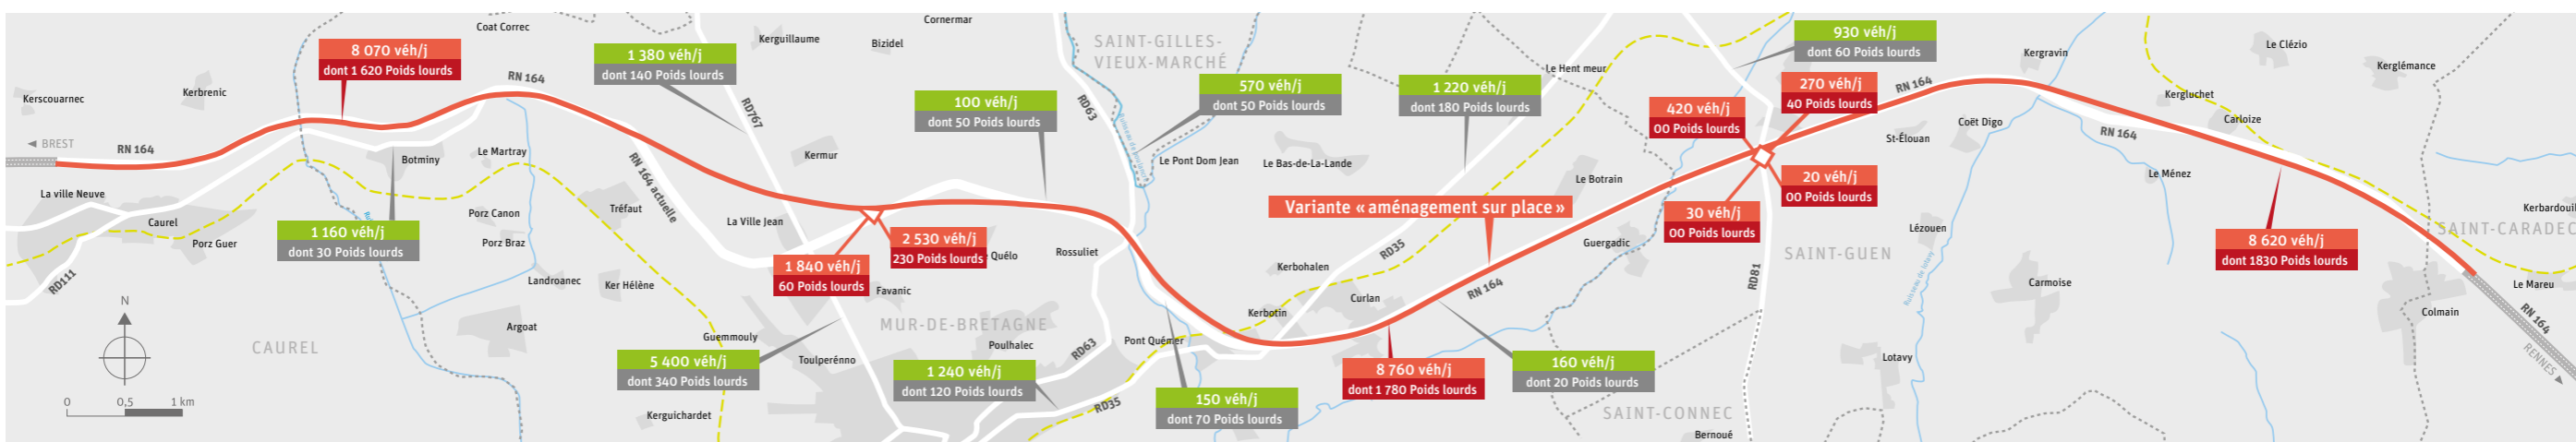 Coat Correc
Cornermar
8 070 véh/j
dont 1 620 Poids lourds
1 380 véh/j
dont 140 Poids lourds
Kerguillaume
Bizidel
SAINT-GILLES-
VIEUX-MARCHÉ
930 véh/j
dont 60 Poids lourds
Kergravin
Le Clézio
Kerglémance
Kerscouarnec
Kerbrenic
RN 164
RD767
100 véh/j
dont 50 Poids lourds
RD63
570 véh/j
dont 50 Poids lourds
1 220 véh/j
dont 180 Poids lourds
Le Hent meur
420 véh/j
00 Poids lourds
270 véh/j
40 Poids lourds
RN 164
Kergluchet
Carloize
◄ BREST
RN 164
Botminy
Le Martray
RN 164 actuelle
Kermur
Le Pont Dom Jean
Le Bas-de-La-Lande
Le Botrain
St-Élouan
Coët Digo
RN 164
Le Ménez
20 véh/j
00 Poids lourds
La ville Neuve
Caurel
Porz Guer
1 160 véh/j
dont 30 Poids lourds
Porz Canon
Porz Braz
Tréfaut
La Ville Jean
Variante « aménagement sur place »
30 véh/j
00 Poids lourds
Lézouen
Kerbardouil
SAINT-CARADEC
2 530 véh/j
230 Poids lourds
Quélo
Rossuliet
1 840 véh/j
60 Poids lourds
RD35
Guergadic
SAINT-GUEN
8 620 véh/j
dont 1830 Poids lourds
RD111
Landroanec
Ker Hélène
Favanic
Kerbohalen
Curlan
RN 164
RD81
Ruisseau de lotavy
Carmoise
Le Mareu
N
Argoat
MUR-DE-BRETAGNE
Kerbotin
Colmain
RN 164
CAUREL
Guemmouly
Toulperénno
Poulhalec
RD63
Pont Quémer
Lotavy
RENNES ►
5 400 véh/j
dont 340 Poids lourds
1 240 véh/j
dont 120 Poids lourds
8 760 véh/j
dont 1 780 Poids lourds
160 véh/j
dont 20 Poids lourds
0 0,5 1 km
Kerguichardet
RD35
150 véh/j
dont 70 Poids lourds
SAINT-CONNEC
Bernoué